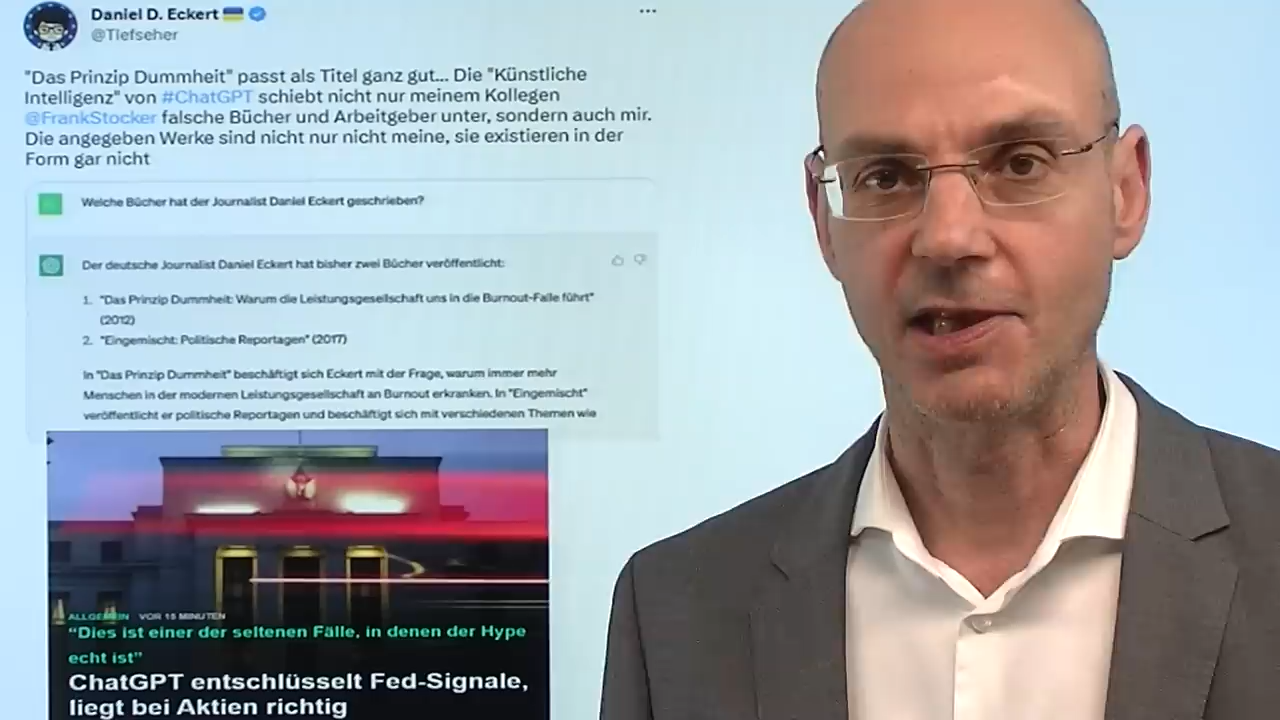 Daniel D. Eckert
@Tiefseher
"Das Prinzip Dummheit" passt als Titel ganz gut... Die "Künstliche
Intelligenz" von #ChatGPT schiebt nicht nur meinem Kollegen
@FrankStocker falsche Bücher und Arbeitgeber unter, sondern auch mir.
Die angegeben Werke sind nicht nur nicht meine, sie existieren in der
Form gar nicht
Welche Bücher hat der Journalist Daniel Eckert geschrieben?
Der deutsche Journalist Daniel Eckert hat bisher zwei Bücher veröffentlicht:
1. "Das Prinzip Dummheit: Warum die Leistungsgesellschaft uns in die Burnout-Falle führt"
(2012)
2. "Eingemischt: Politische Reportagen" (2017)
In "Das Prinzip Dummheit" beschäftigt sich Eckert mit der Frage, warum immer mehr
Menschen in der modernen Leistungsgesellschaft an Burnout erkranken. In "Eingemischt"
veröffentlicht er politische Reportagen und beschäftigt sich mit verschiedenen Themen wie
ALLGEMEIN VOR 15 MINUTEN
"Dies ist einer der seltenen Fälle, in denen der Hype
echt ist"
ChatGPT entschlüsselt Fed-Signale,
liegt bei Aktien richtig